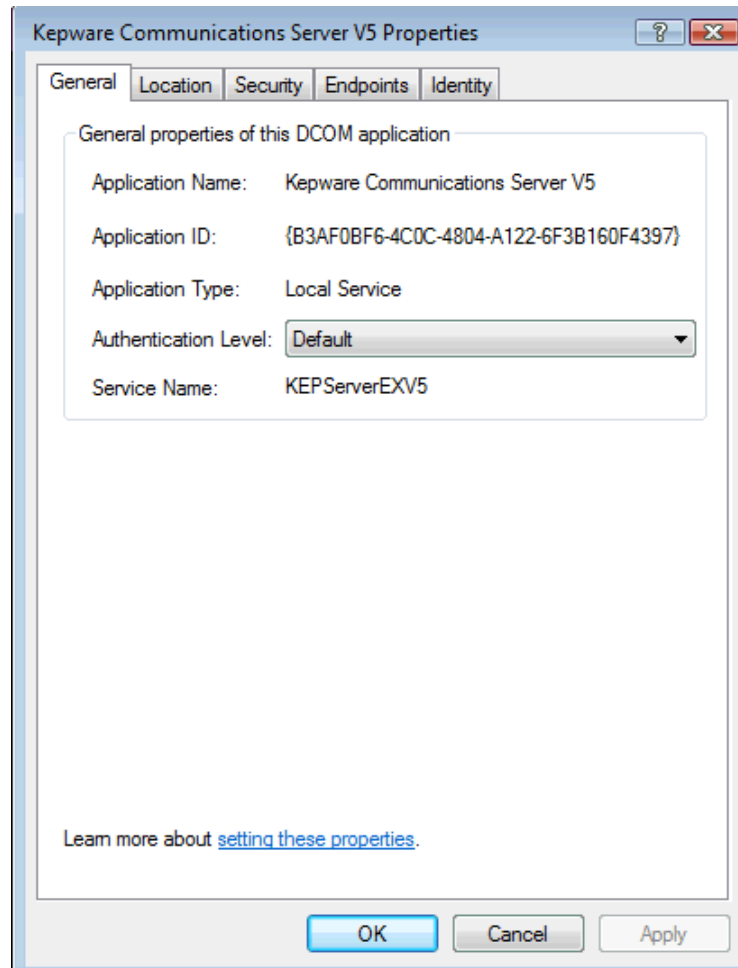 Kepware Communications Server V5 Properties
General Location Security Endpoints Identity
General properties of this DCOM application
Application Name: Kepware Communications Server V5
Application ID: {B3AF0BF6-4C0C-4804-A122-6F3B160F4397}
Application Type: Local Service
Authentication Level: Default
Service Name: KEPServerEXV5
Learn more about setting these properties.
OK Cancel Apply